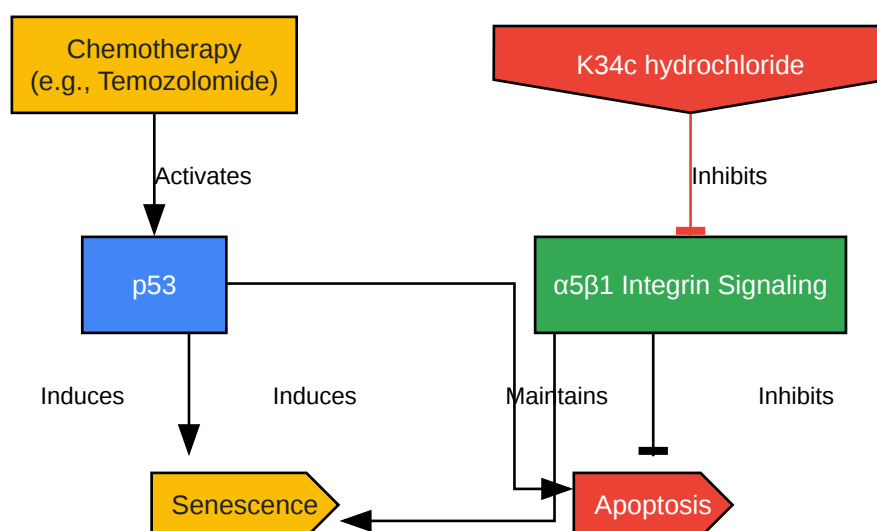 Chemotherapy
(e.g., Temozolomide)
K34c hydrochloride
Activates
Inhibits
p53
α5β1 Integrin Signaling
Induces
Induces
Maintains
Inhibits
Senescence
Apoptosis